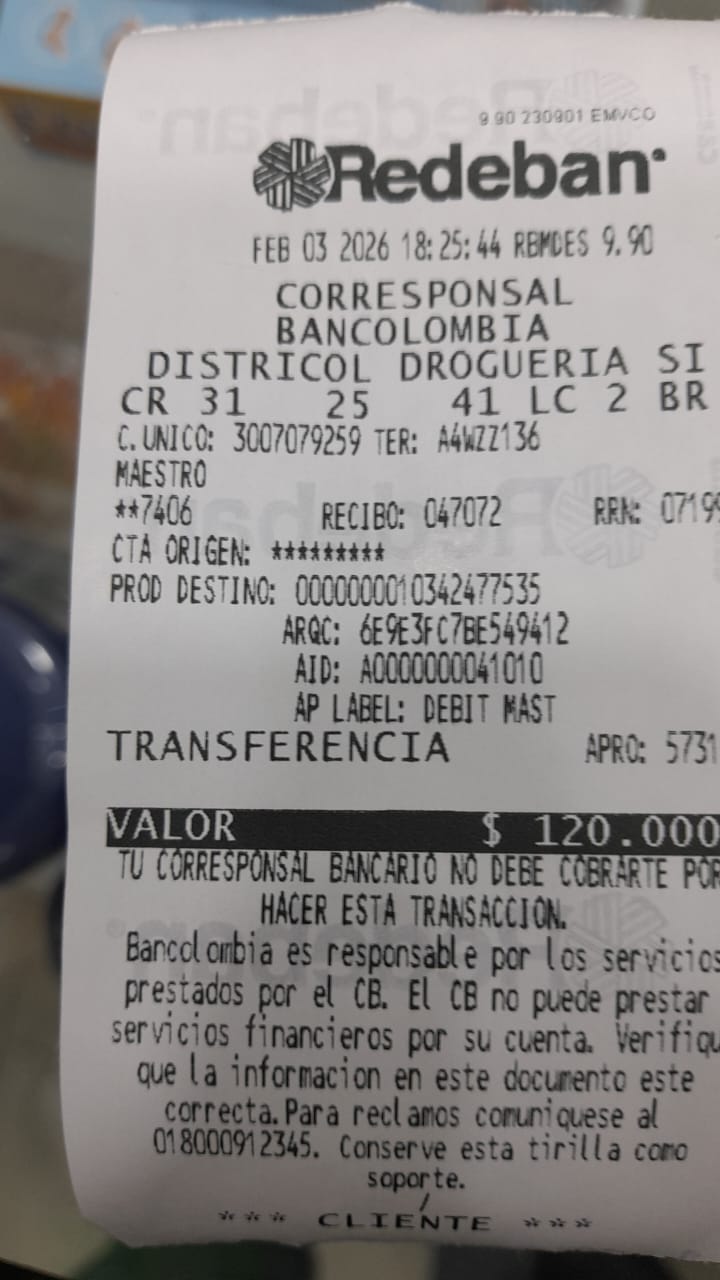 9 90 230901 EMVCO
Redeban
FEB 03 2026 18:25:44 RBMDES 9.90
CORRESPONSAL
BANCOLOMBIA
DISTRICOL DROGUERIA SI
CR 31 25 41 LC 2 BR
C. UNICO: 3007079259 TER: A4WZZ136
MAESTRO
**7406 RECIBO: 047072 RRN: 0719
CTA ORIGEN: *********
PROD DESTINO: 0000000010342477535
ARQC: 6E9E3FC7BE549412
AID: A0000000041010
AP LABEL: DEBIT MAST
TRANSFERENCIA APRO: 5731
VALOR $ 120.000
TU CORRESPONSAL BANCARIO NO DEBE COBRARTE POR
HACER ESTA TRANSACCION.
Bancolombia es responsable por los servicios
prestados por el CB. El CB no puede prestar
servicios financieros por su cuenta. Verifiqu
que la informacion en este documento este
correcta. Para reclamos comuniquese al
018000912345. Conserve esta tirilla como
soporte.
*** CLIENTE ***